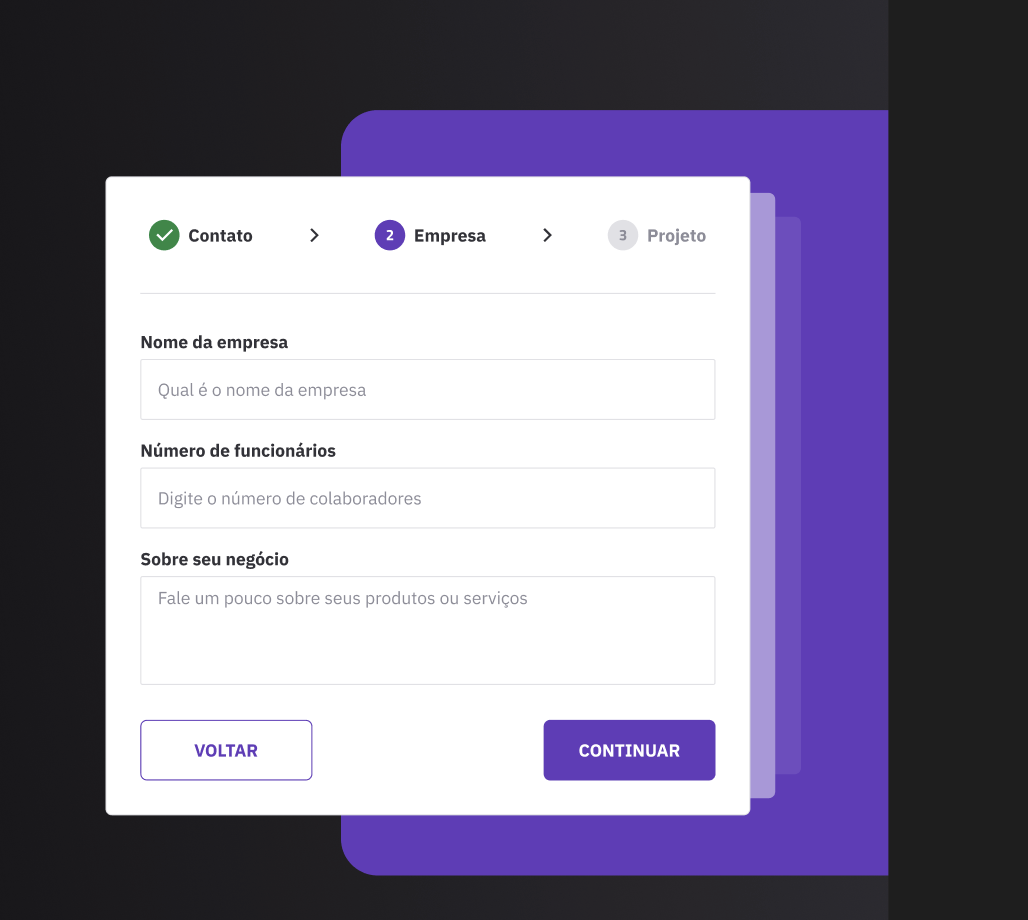 Contato > 2 Empresa > 3 Projeto
Nome da empresa
Qual é o nome da empresa
Número de funcionários
Digite o número de colaboradores
Sobre seu negócio
Fale um pouco sobre seus produtos ou serviços
VOLTAR CONTINUAR